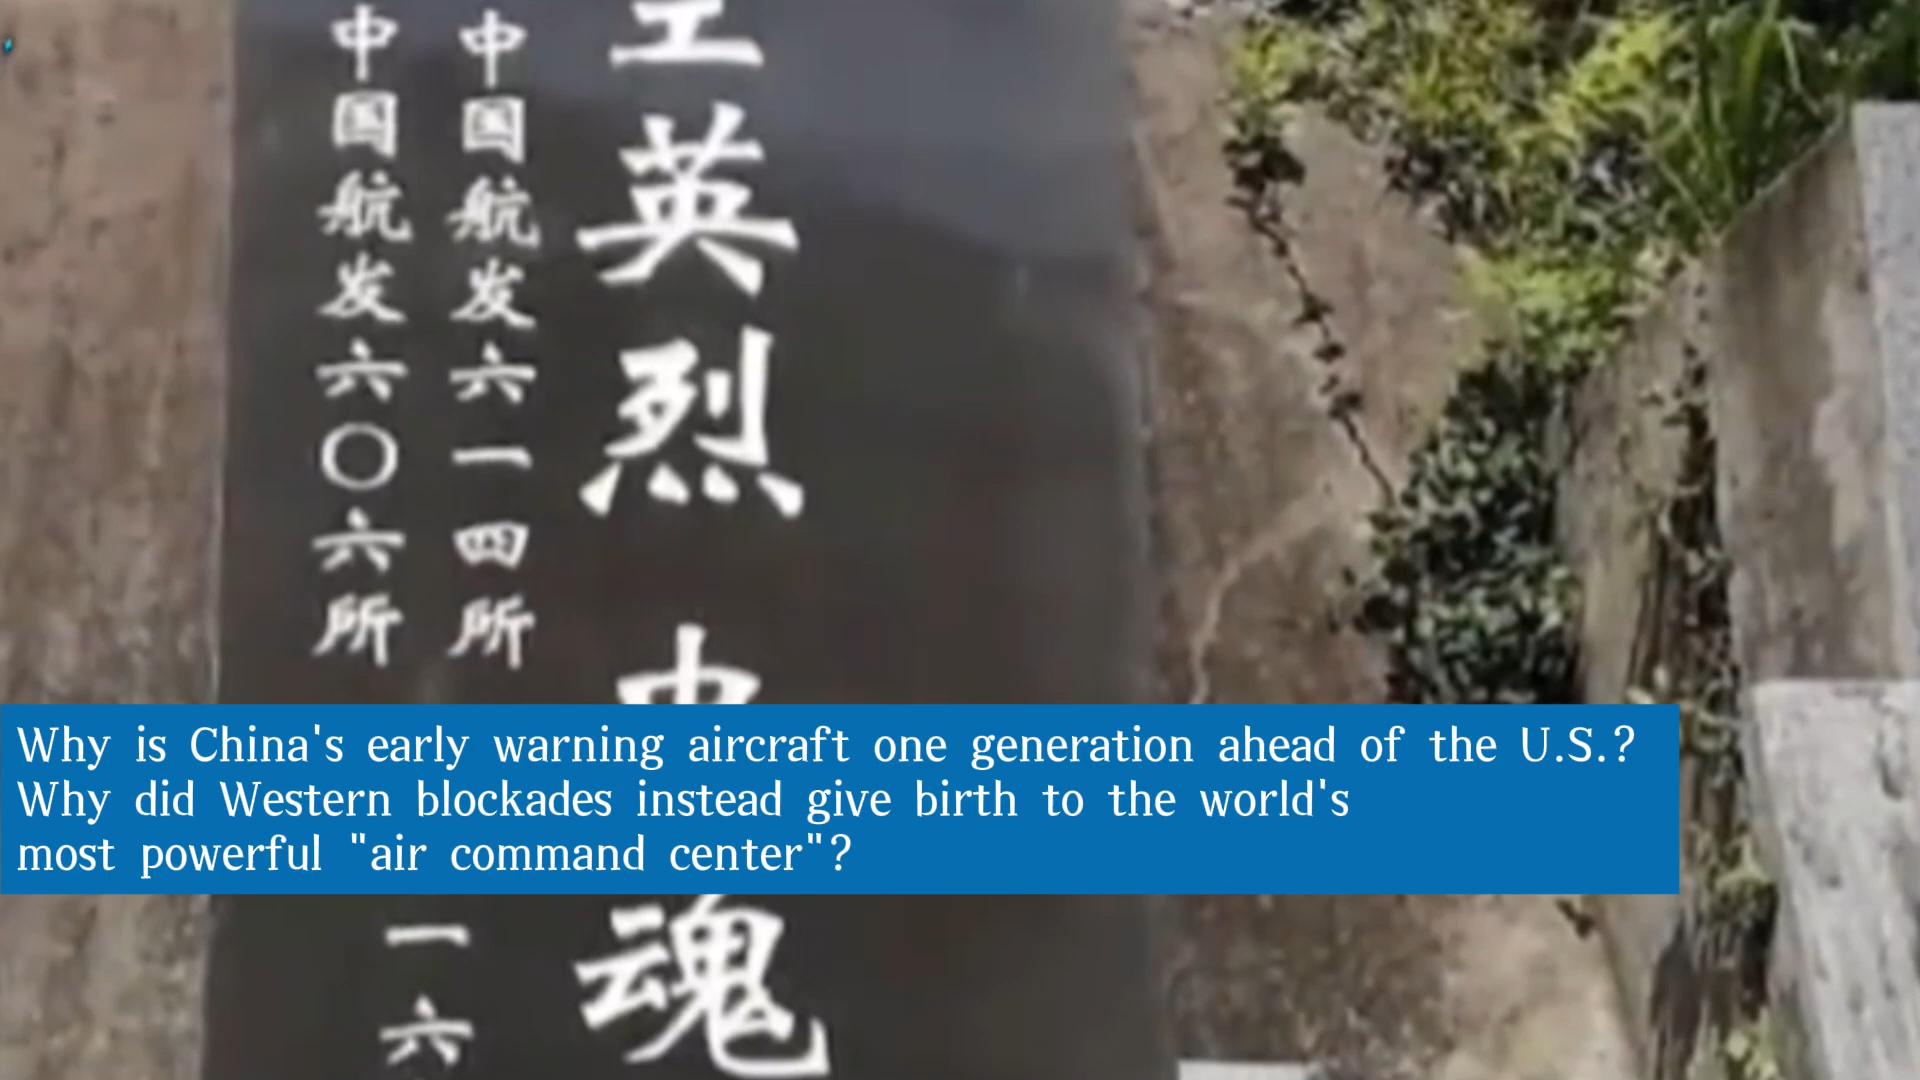 英烈
魂
中国航发六一四所
中国航发六〇六所
一六
Why is China's early warning aircraft one generation ahead of the U.S.?
Why did Western blockades instead give birth to the world's
most powerful "air command center"?